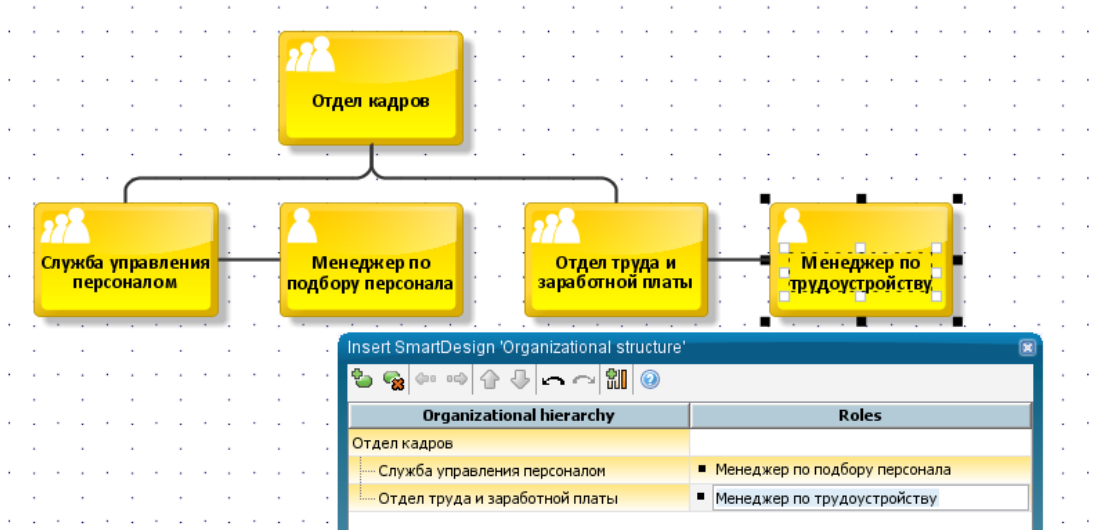 Отдел кадров
Служба управления
персоналом
Менеджер по
подбору персонала
Отдел труда и
заработной платы
Менеджер по
трудоустройству
Insert SmartDesign 'Organizational structure'
Organizational hierarchy Roles
Отдел кадров
Служба управления персоналом Менеджер по подбору персонала
Отдел труда и заработной платы Менеджер по трудоустройству